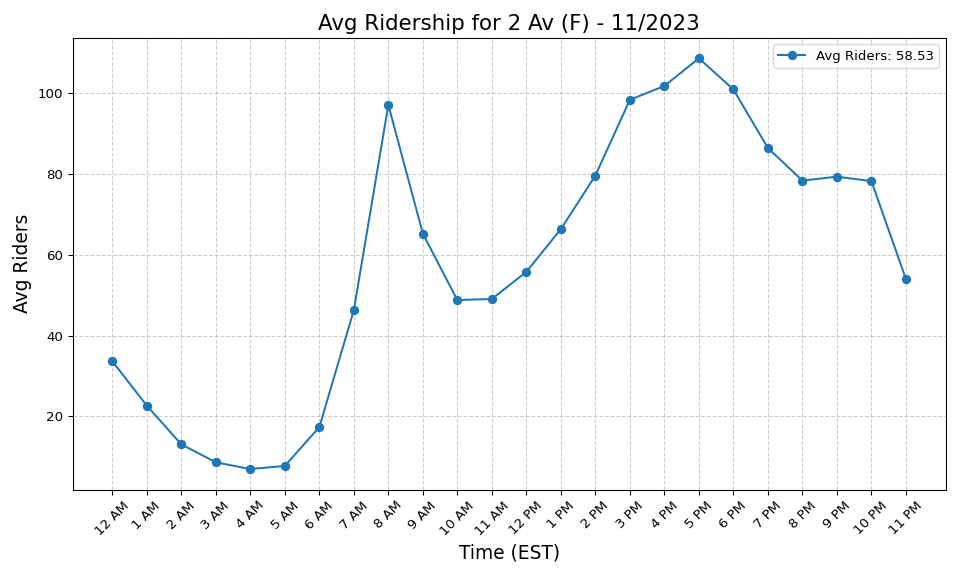 Avg Ridership for 2 Av (F) - 11/2023
Avg Riders: 58.53
Avg Riders
100
80
60
40
20
12 AM 1 AM 2 AM 3 AM 4 AM 5 AM 6 AM 7 AM 8 AM 9 AM 10 AM 11 AM 12 PM 1 PM 2 PM 3 PM 4 PM 5 PM 6 PM 7 PM 8 PM 9 PM 10 PM 11 PM
Time (EST)